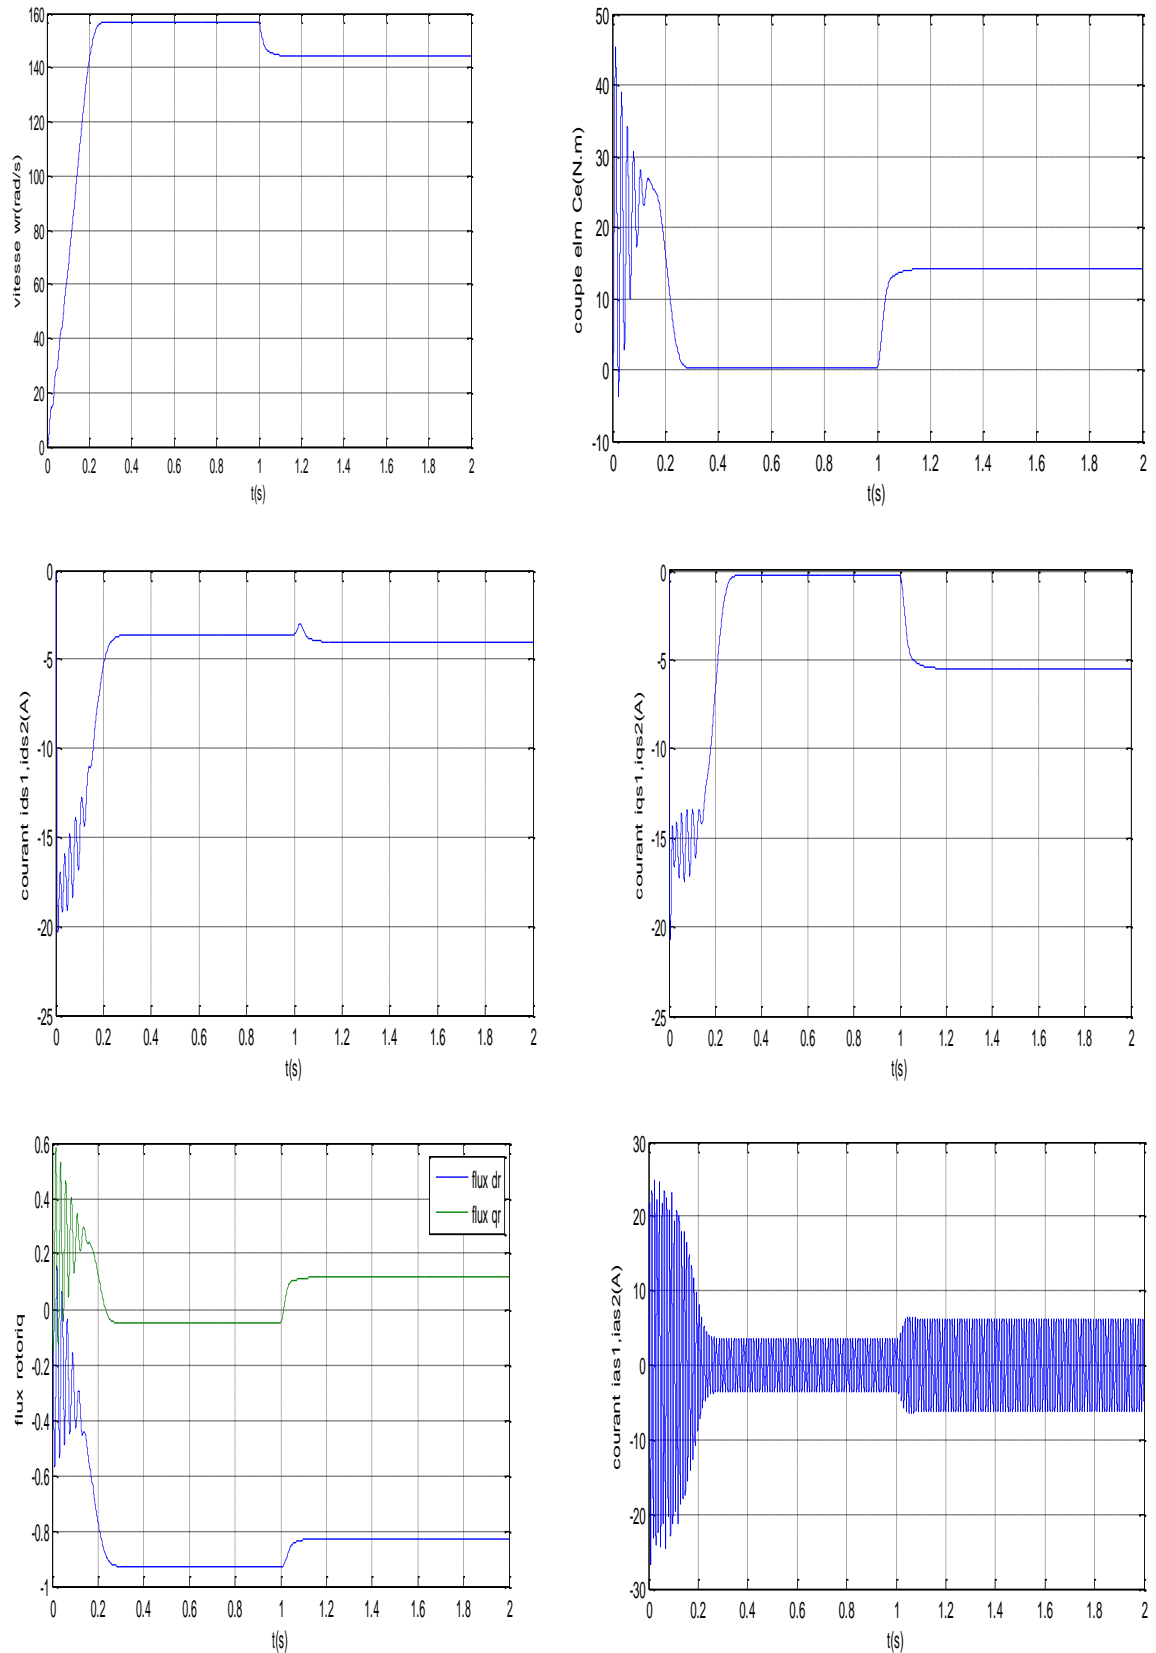 160
140
120
100
80
60
40
20
0
vitesse wr(rad/s)
0 0.2 0.4 0.6 0.8 1 1.2 1.4 1.6 1.8 2
t(s)
50
40
30
20
10
0
-10
couple elm Ce(N.m)
0 0.2 0.4 0.6 0.8 1 1.2 1.4 1.6 1.8 2
t(s)
0
-5
-10
-15
-20
-25
courant ids1,ids2(A)
0 0.2 0.4 0.6 0.8 1 1.2 1.4 1.6 1.8 2
t(s)
0
-5
-10
-15
-20
-25
courant iqs1,iqs2(A)
0 0.2 0.4 0.6 0.8 1 1.2 1.4 1.6 1.8 2
t(s)
0.6
0.4
0.2
0
-0.2
-0.4
-0.6
-0.8
-1
flux rotoriq
flux dr
flux qr
0 0.2 0.4 0.6 0.8 1 1.2 1.4 1.6 1.8 2
t(s)
30
20
10
0
-10
-20
-30
courant ias1,ias2(A)
0 0.2 0.4 0.6 0.8 1 1.2 1.4 1.6 1.8 2
t(s)